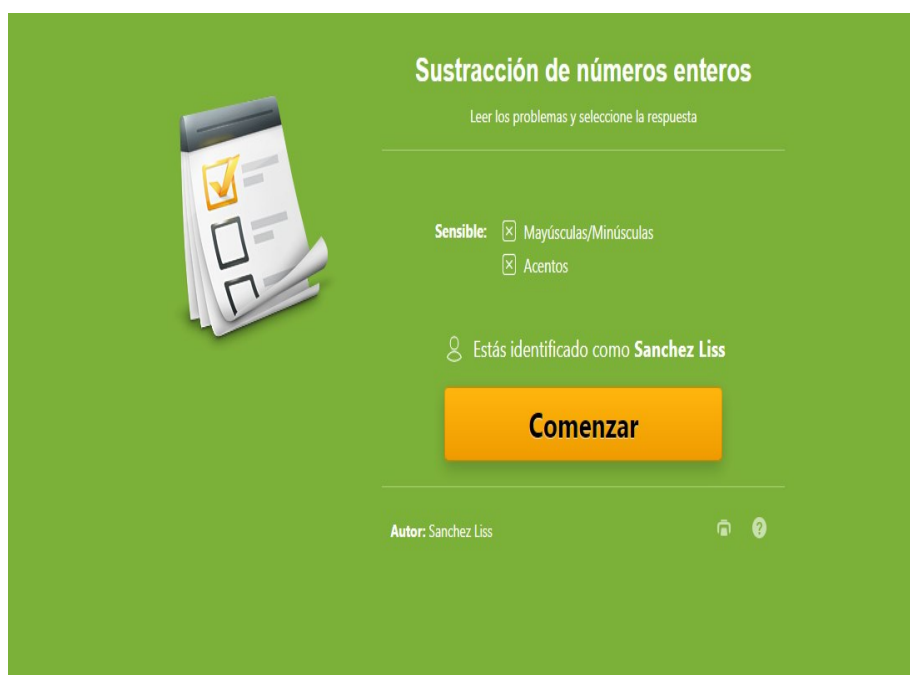 Sustracción de números enteros
Leer los problemas y seleccione la respuesta
Sensible: Mayúsculas/Minúsculas
Acentos
Estás identificado como Sanchez Liss
Comenzar
Autor: Sanchez Liss
?